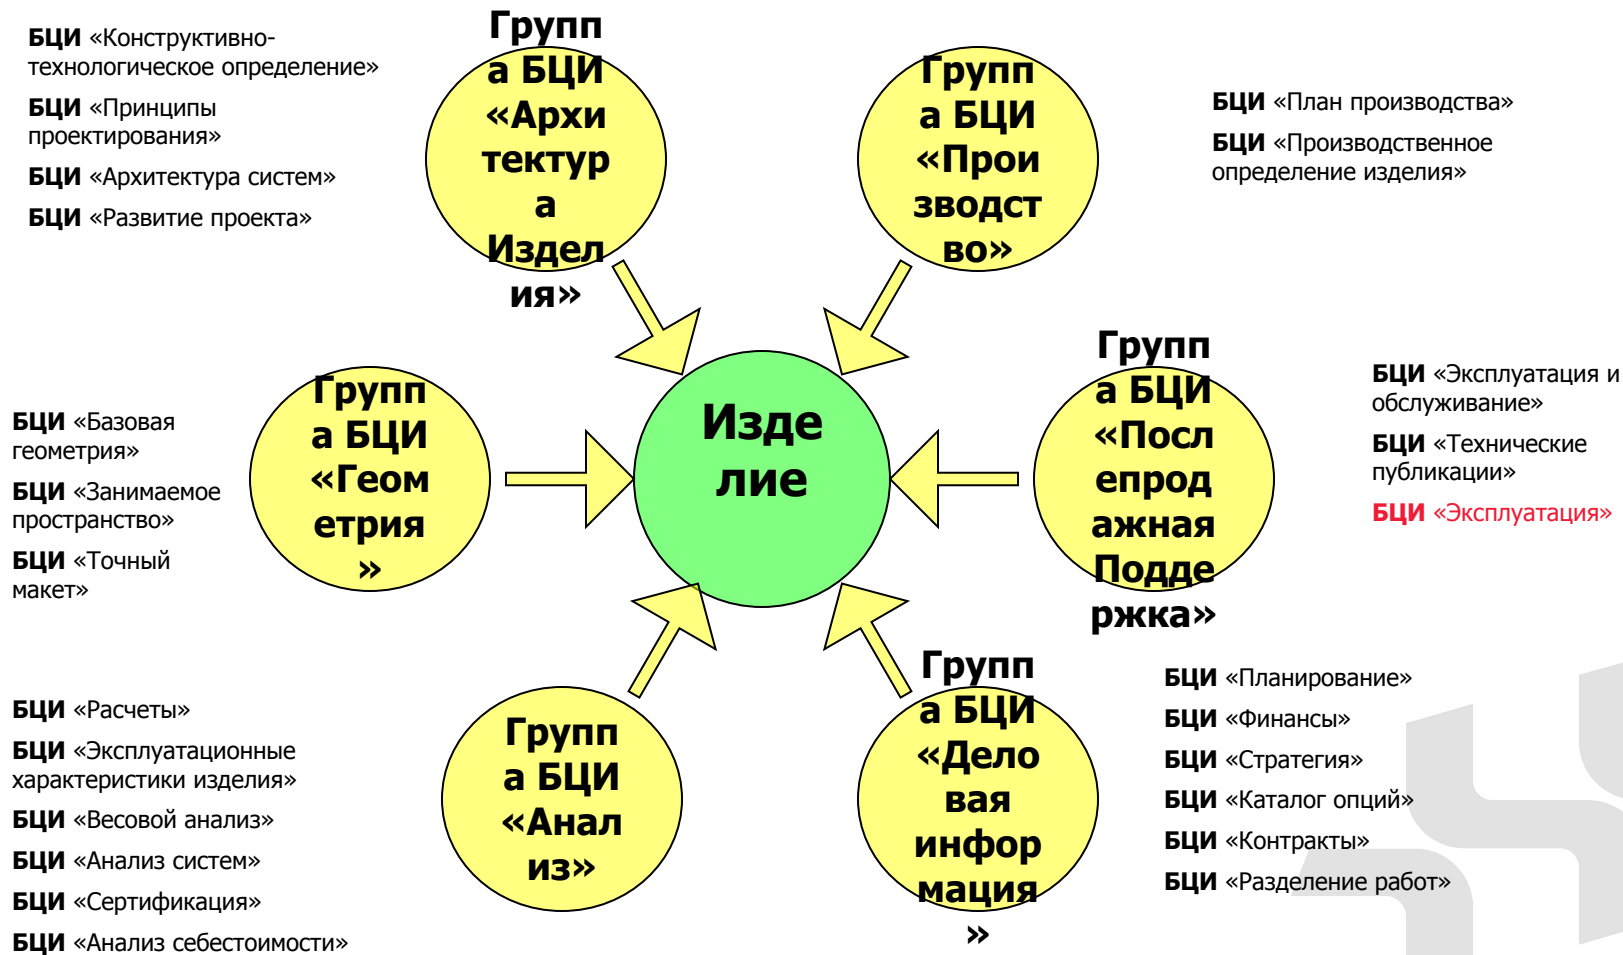 БЦИ «Конструктивно-
технологическое определение»
БЦИ «Принципы
проектирования»
БЦИ «Архитектура систем»
БЦИ «Развитие проекта»
Групп
а БЦИ
«Архи
тектур
а
Издел
ия»
Групп
а БЦИ
«Прои
зводст
во»
БЦИ «План производства»
БЦИ «Производственное
определение изделия»
БЦИ «Базовая
геометрия»
БЦИ «Занимаемое
пространство»
БЦИ «Точный
макет»
Групп
а БЦИ
«Геом
етрия
»
Изде
лие
Групп
а БЦИ
«Посл
епрод
ажная
Подде
ржка»
БЦИ «Эксплуатация и
обслуживание»
БЦИ «Технические
публикации»
БЦИ «Эксплуатация»
БЦИ «Расчеты»
БЦИ «Эксплуатационные
характеристики изделия»
БЦИ «Весовой анализ»
БЦИ «Анализ систем»
БЦИ «Сертификация»
БЦИ «Анализ себестоимости»
Групп
а БЦИ
«Анал
из»
Групп
а БЦИ
«Дело
вая
инфор
мация
»
БЦИ «Планирование»
БЦИ «Финансы»
БЦИ «Стратегия»
БЦИ «Каталог опций»
БЦИ «Контракты»
БЦИ «Разделение работ»